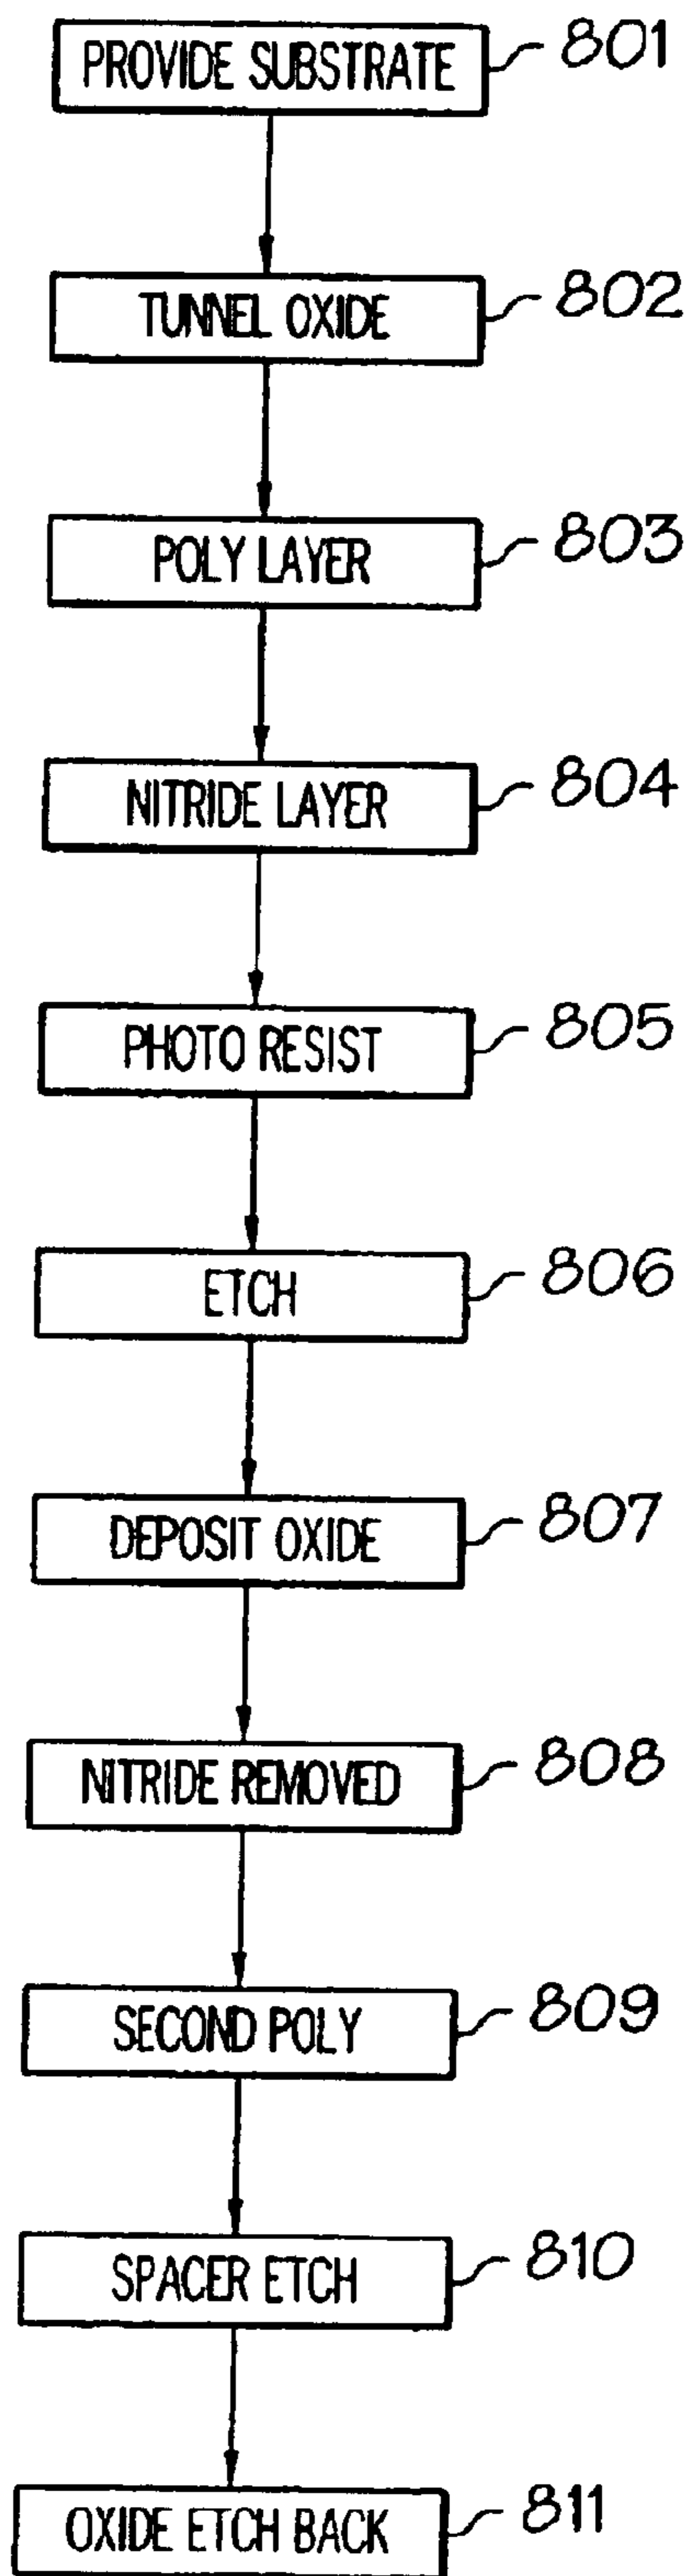 PROVIDE SUBSTRATE 801
TUNNEL OXIDE 802
POLY LAYER 803
NITRIDE LAYER 804
PHOTO RESIST 805
ETCH 806
DEPOSIT OXIDE 807
NITRIDE REMOVED 808
SECOND POLY 809
SPACER ETCH 810
OXIDE ETCH BACK 811